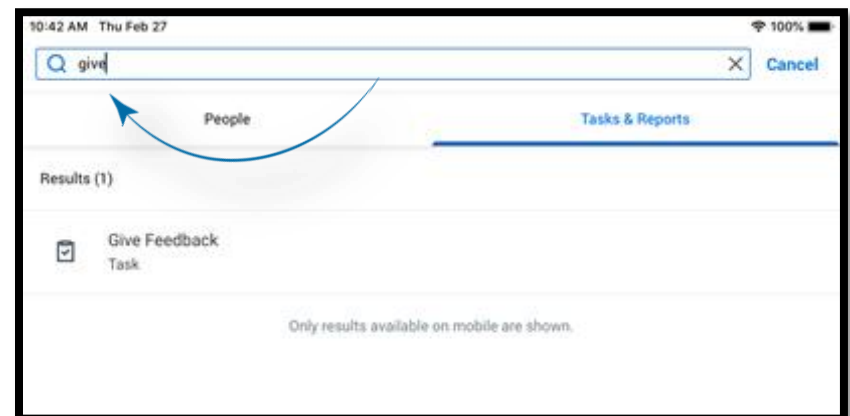 10:42 AM Thu Feb 27 100%
give Cancel
People Tasks & Reports
Results (1)
Give Feedback
Task
Only results available on mobile are shown.